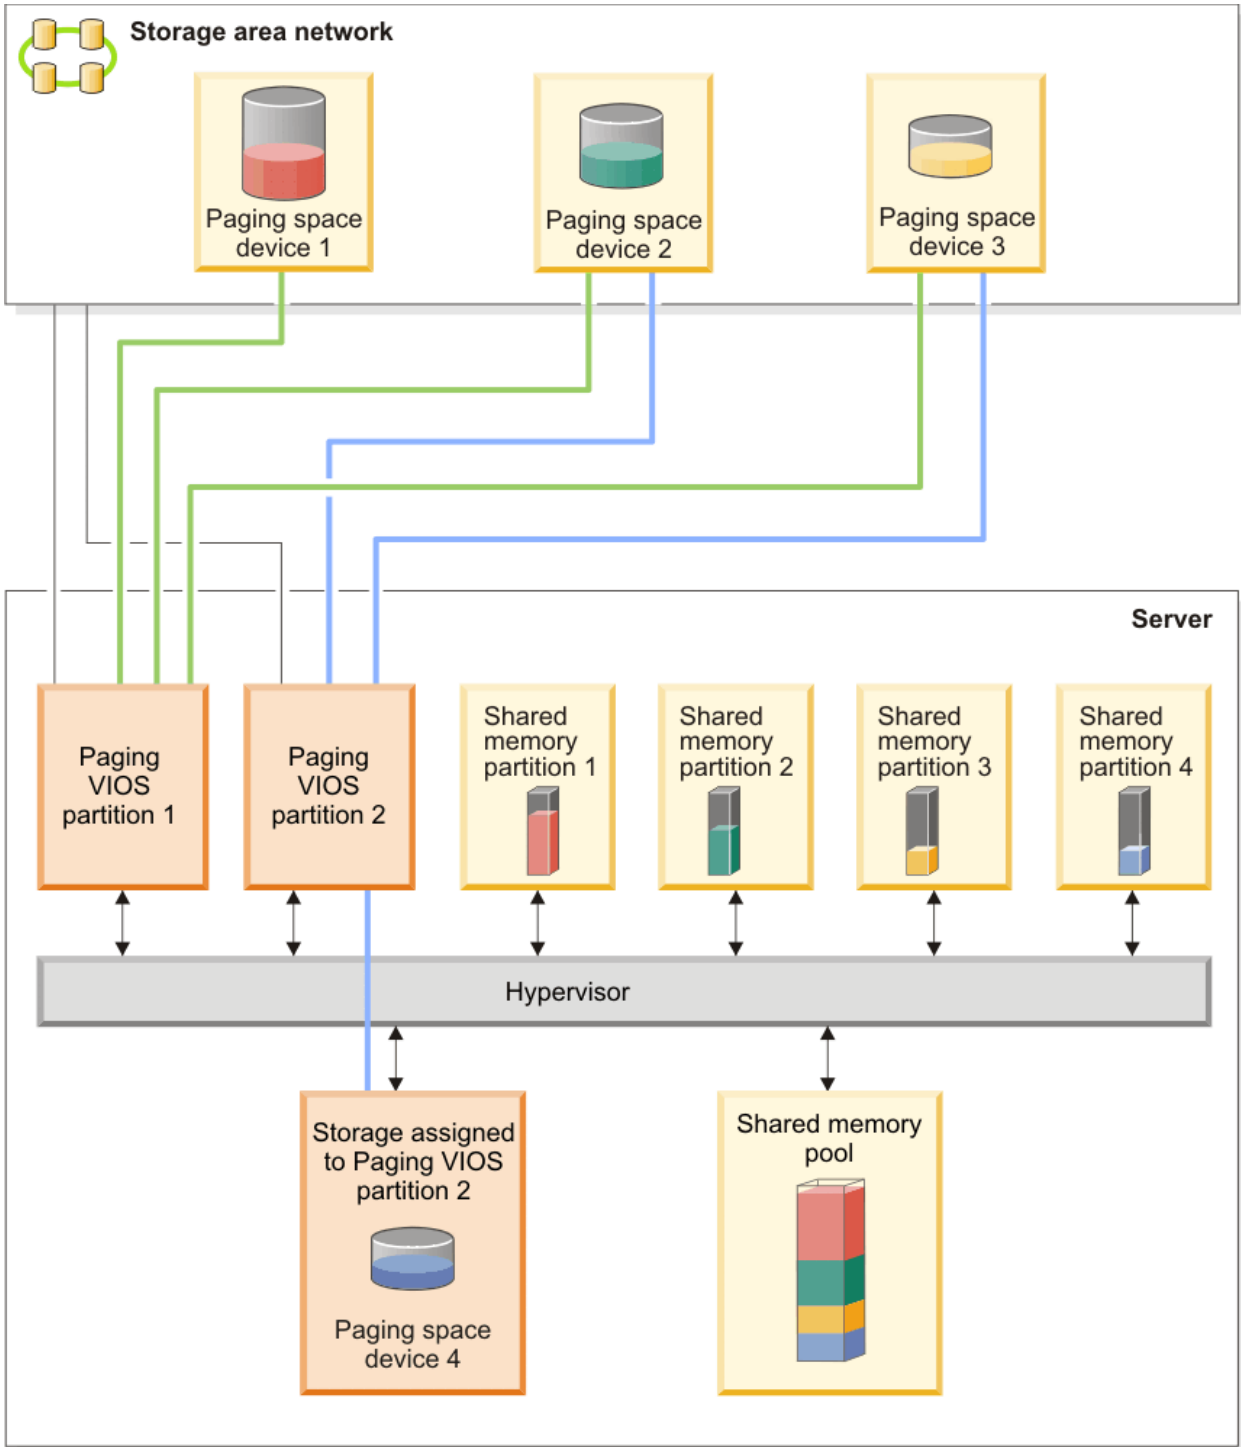 Storage area network
Paging space
device 1
Paging space
device 2
Paging space
device 3
Server
Paging
VIOS
partition 1
Paging
VIOS
partition 2
Shared
memory
partition 1
Shared
memory
partition 2
Shared
memory
partition 3
Shared
memory
partition 4
Hypervisor
Storage assigned
to Paging VIOS
partition 2
Paging space
device 4
Shared memory
pool